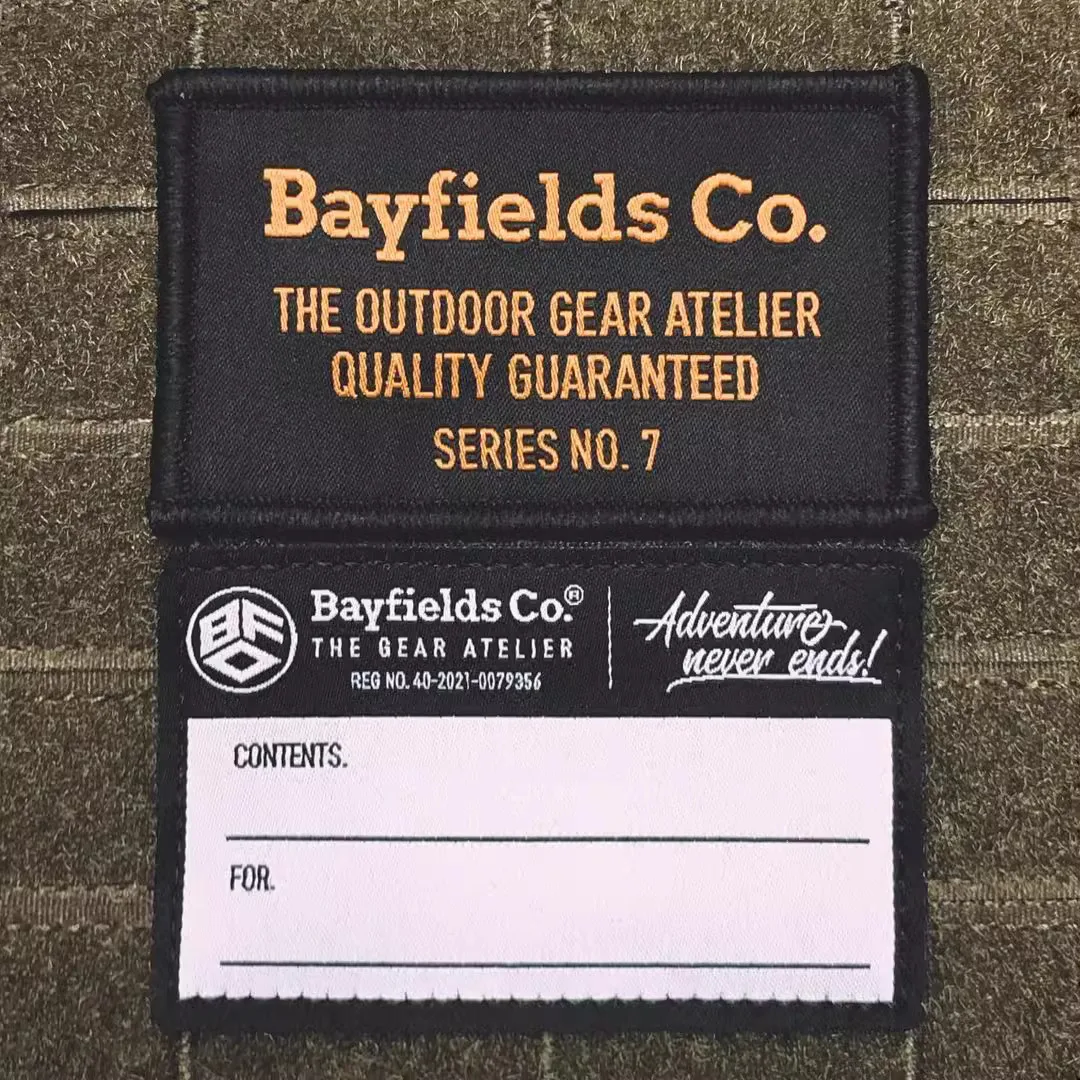 Bayfields Co.
THE OUTDOOR GEAR ATELIER
QUALITY GUARANTEED
SERIES NO. 7
BFO
Bayfields Co.®
THE GEAR ATELIER
REG NO. 40-2021-0079356
Adventure
never ends!
CONTENTS.
FOR.